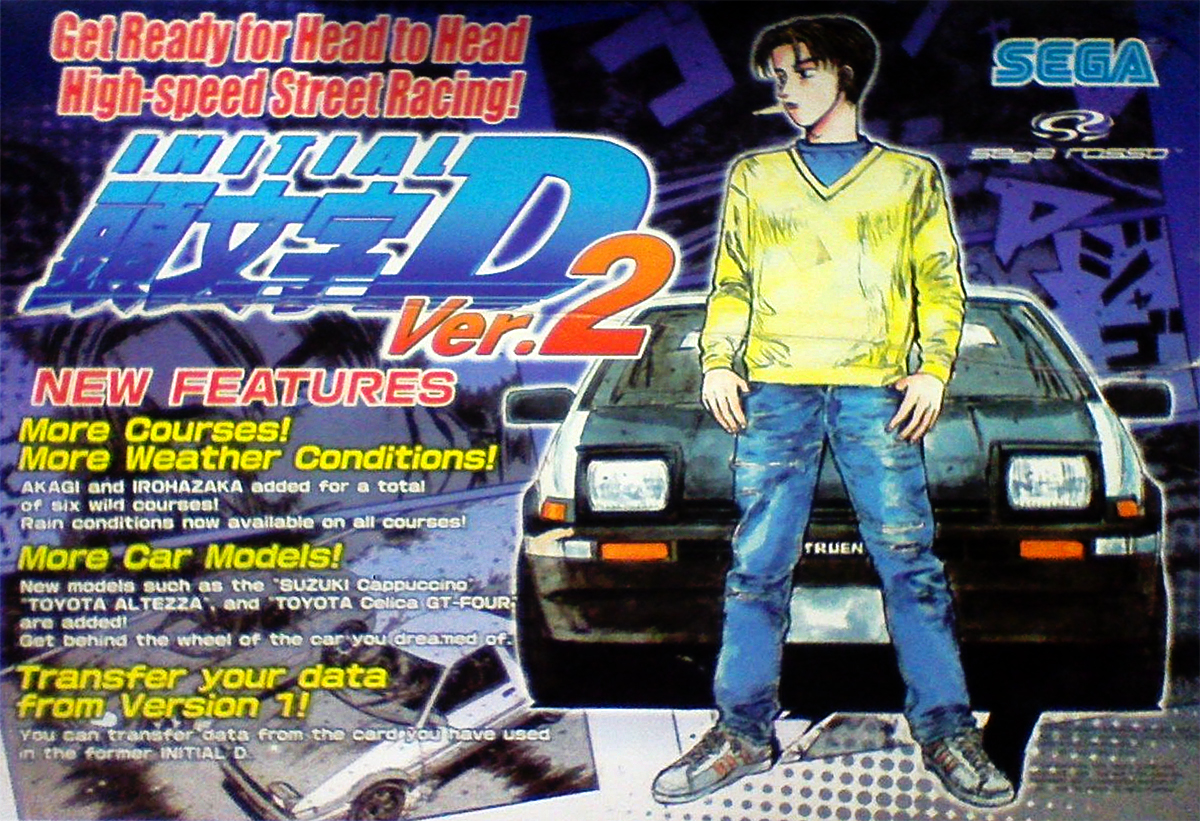 Get Ready for Head to Head
High-speed Street Racing!
SEGA
sega rosso
INITIAL D
頭文字
Ver.2
NEW FEATURES
More Courses!
More Weather Conditions!
AKAGI and IROHAZAKA added for a total
of six wild courses!
Rain conditions now available on all courses!
More Car Models!
New models such as the "SUZUKI Cappuccino"
"TOYOTA ALTEZZA", and "TOYOTA Celica GT-FOUR"
are added!
Get behind the wheel of the car you dreamed of.
Transfer your data
from Version 1!
You can transfer data from the card you have used
in the former INITIAL D.
TRUEN